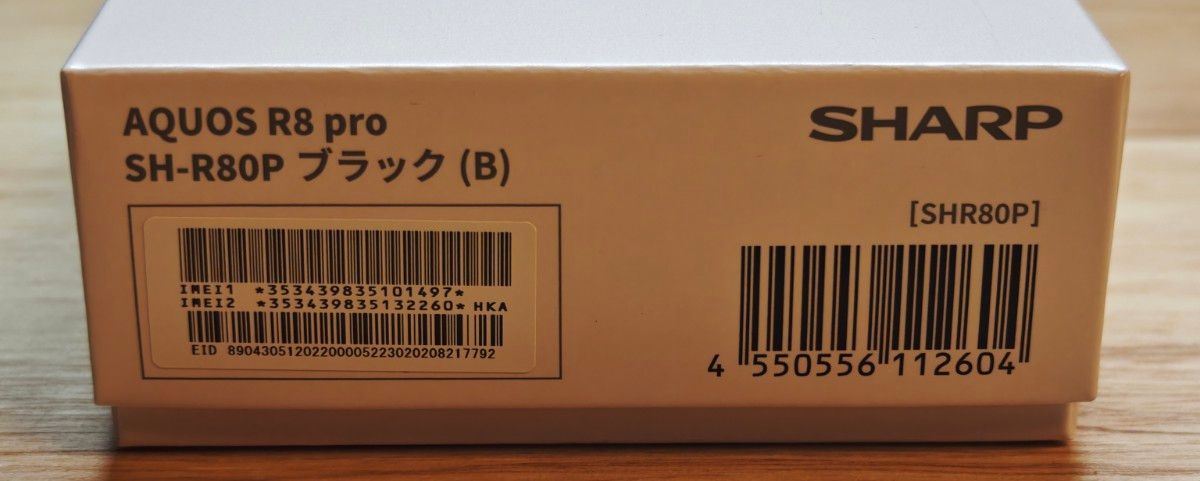 AQUOS R8 pro
SH-R80P ブラック (B)
SHARP
[SHR80P]
IMEI1 *353439835101497*
IMEI2 *353439835132260* HKA
EID 89043051202200005223020208217792
4 550556 112604